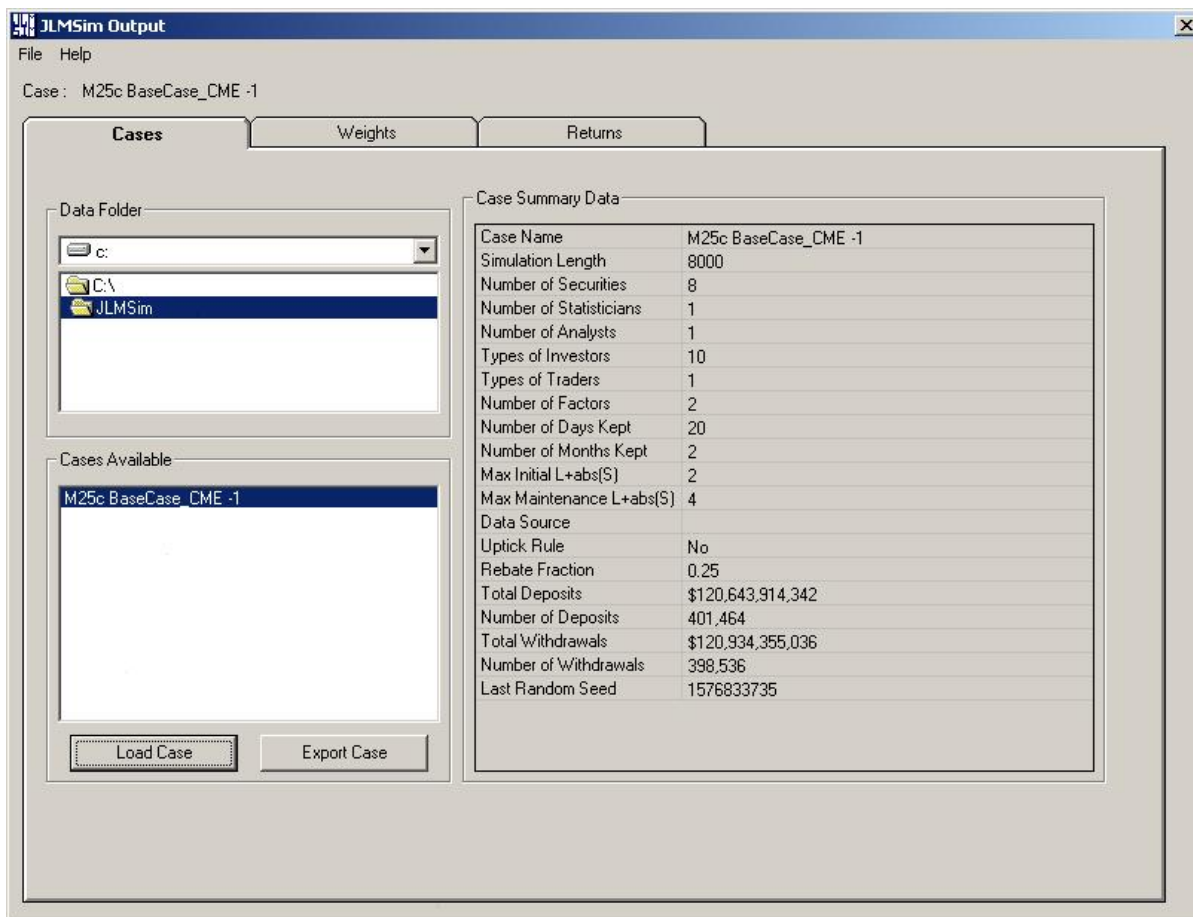 JLMSim Output
File Help
Case : M25c BaseCase_CME -1
Cases Weights Returns
Data Folder
c:
C:\
JLMSim
Cases Available
M25c BaseCase_CME -1
Load Case Export Case
Case Summary Data
Case Name M25c BaseCase_CME -1
Simulation Length 8000
Number of Securities 8
Number of Statisticians 1
Number of Analysts 1
Types of Investors 10
Types of Traders 1
Number of Factors 2
Number of Days Kept 20
Number of Months Kept 2
Max Initial L+abs(S) 2
Max Maintenance L+abs(S) 4
Data Source
Uptick Rule No
Rebate Fraction 0.25
Total Deposits $120,643,914,342
Number of Deposits 401,464
Total Withdrawals $120,934,355,036
Number of Withdrawals 398,536
Last Random Seed 1576833735